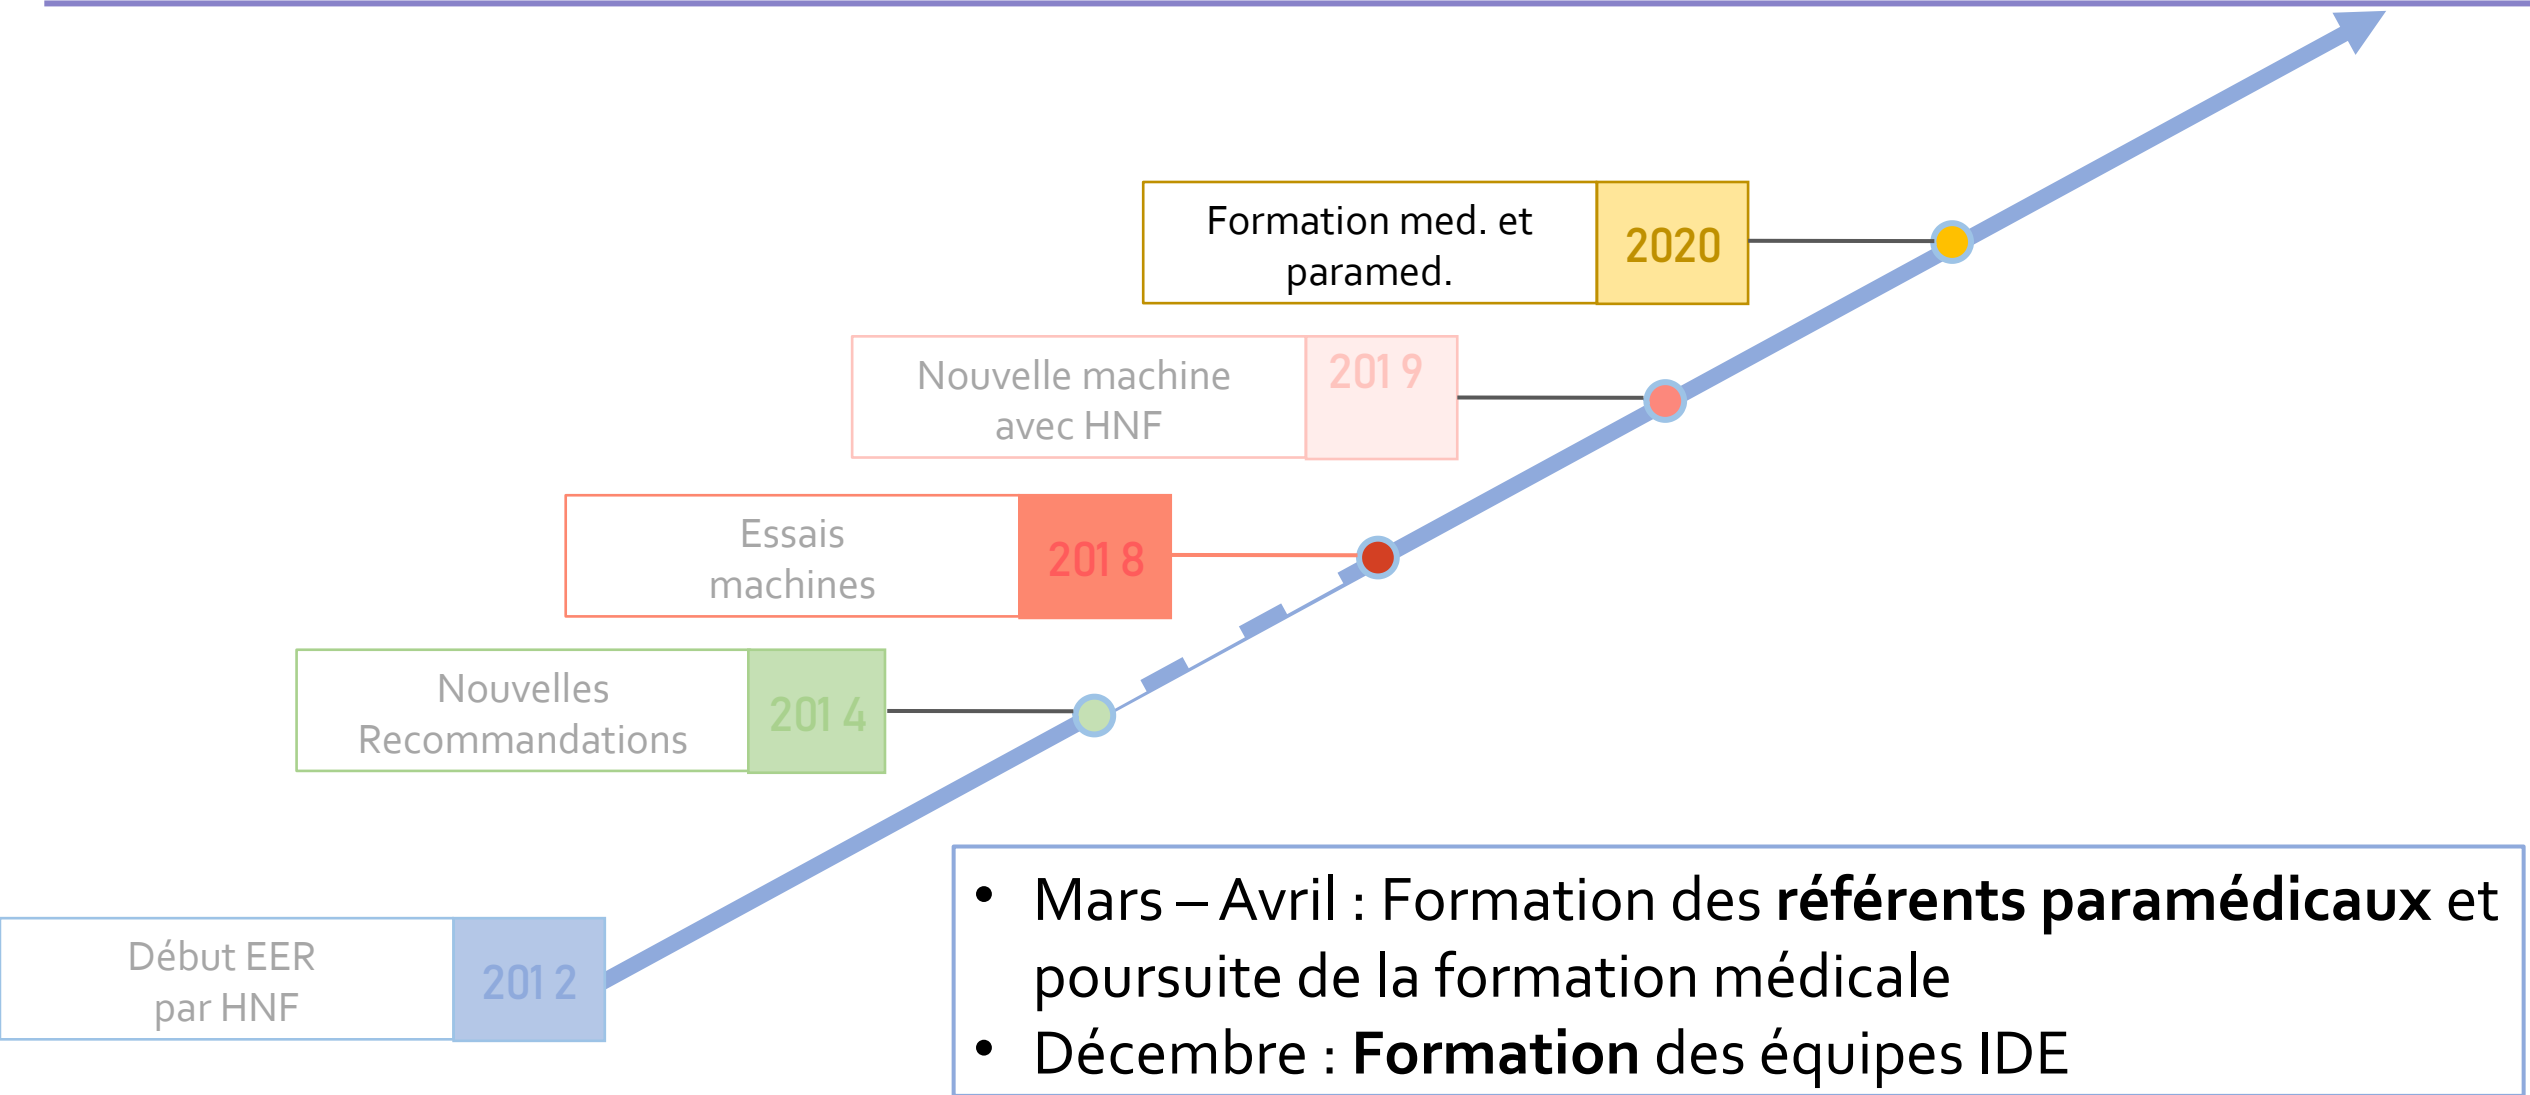 Formation med. et
paramed.
2020
Nouvelle machine
avec HNF
2019
Essais
machines
2018
Nouvelles
Recommandations
2014
Début EER
par HNF
2012
• Mars – Avril : Formation des référents paramédicaux et
poursuite de la formation médicale
• Décembre : Formation des équipes IDE